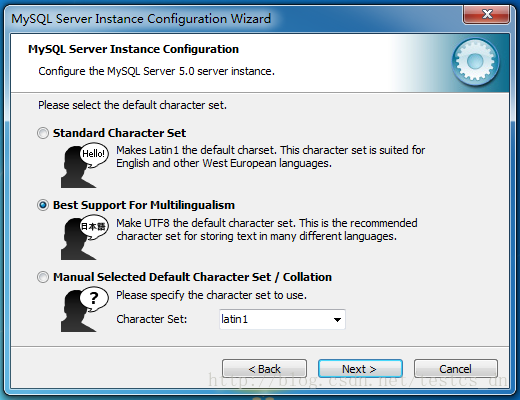 MySQL Server Instance Configuration Wizard
MySQL Server Instance Configuration
Configure the MySQL Server 5.0 server instance.
Please select the default character set.
Standard Character Set
Hello!
Makes Latin1 the default charset. This character set is suited for
English and other West European languages.
Best Support For Multilingualism
日本語
Make UTF8 the default character set. This is the recommended
character set for storing text in many different languages.
Manual Selected Default Character Set / Collation
?
Please specify the character set to use.
Character Set: latin1
< Back Next > Cancel
http://blog.csdn.net/testcs_dn